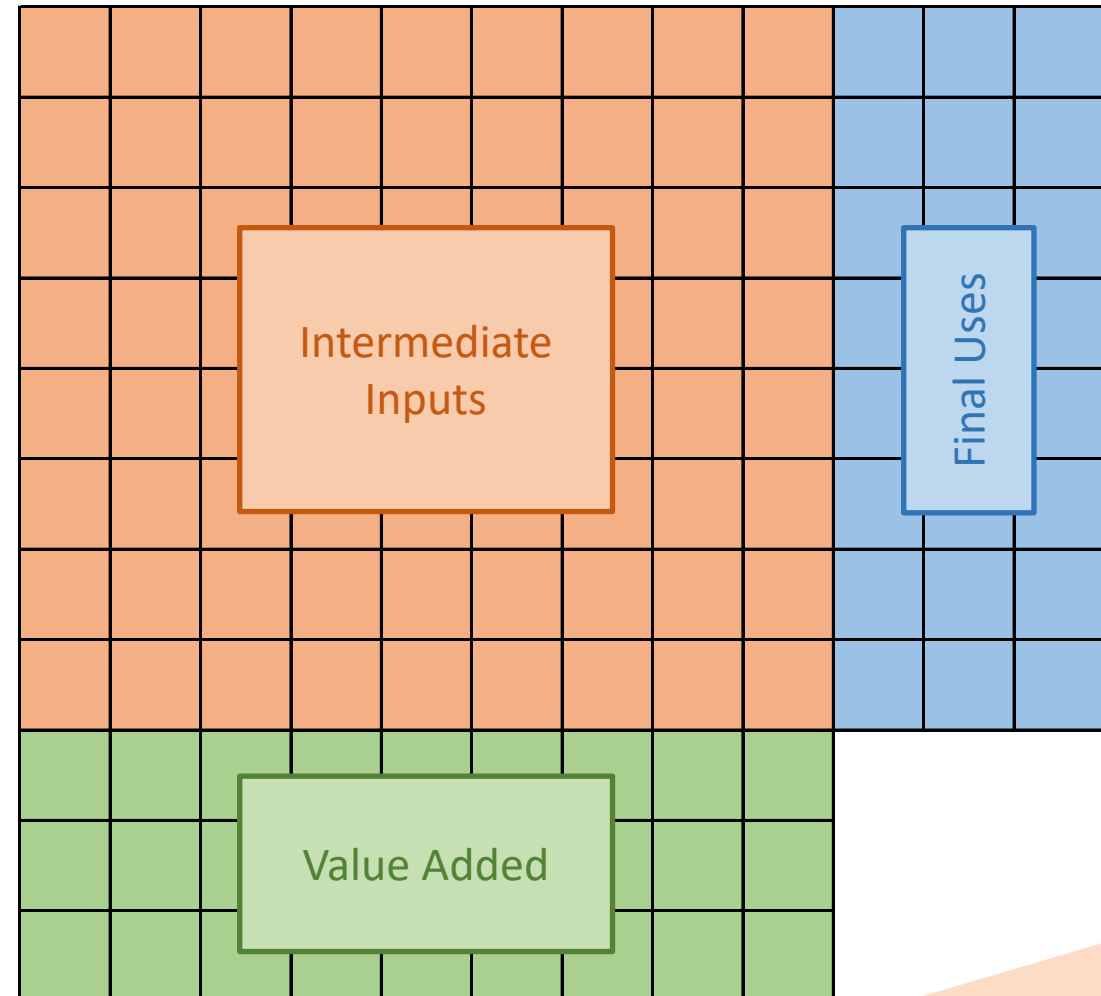 Intermediate
Inputs
Final Uses
Value Added